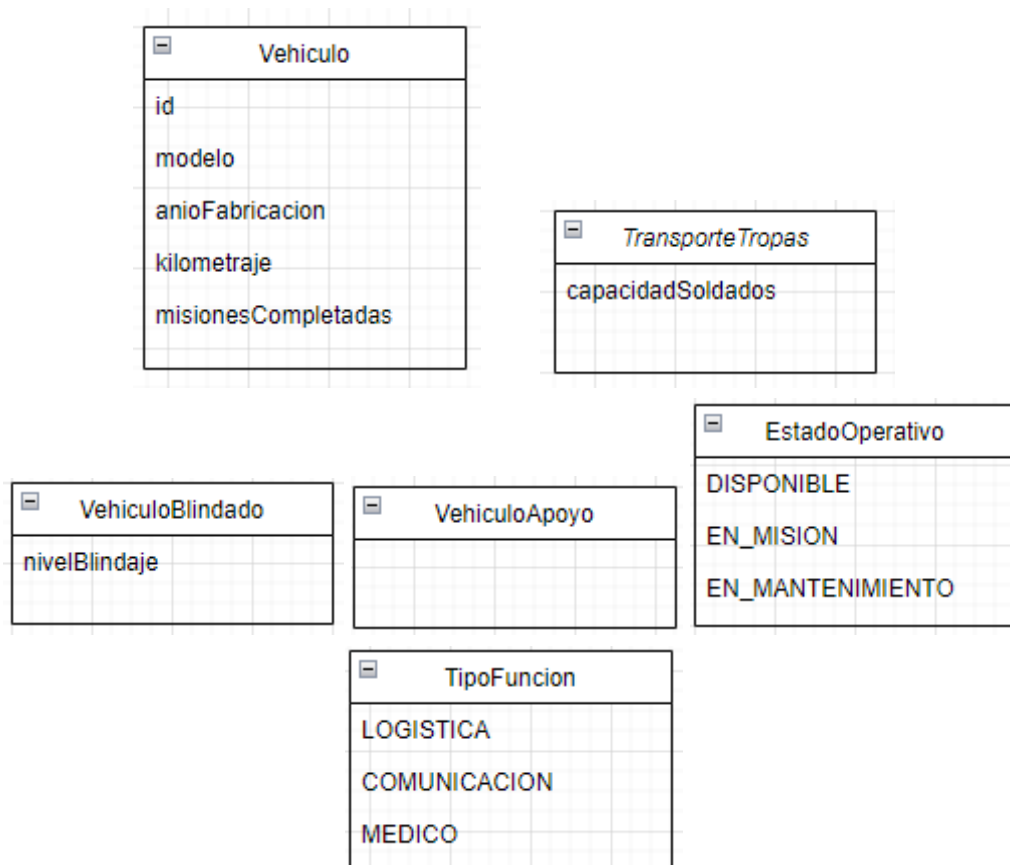 Vehiculo
id
modelo
anioFabricacion
kilometraje
misionesCompletadas
TransporteTropas
capacidadSoldados
VehiculoBlindado
nivelBlindaje
VehiculoApoyo
EstadoOperativo
DISPONIBLE
EN_MISION
EN_MANTENIMIENTO
TipoFuncion
LOGISTICA
COMUNICACION
MEDICO